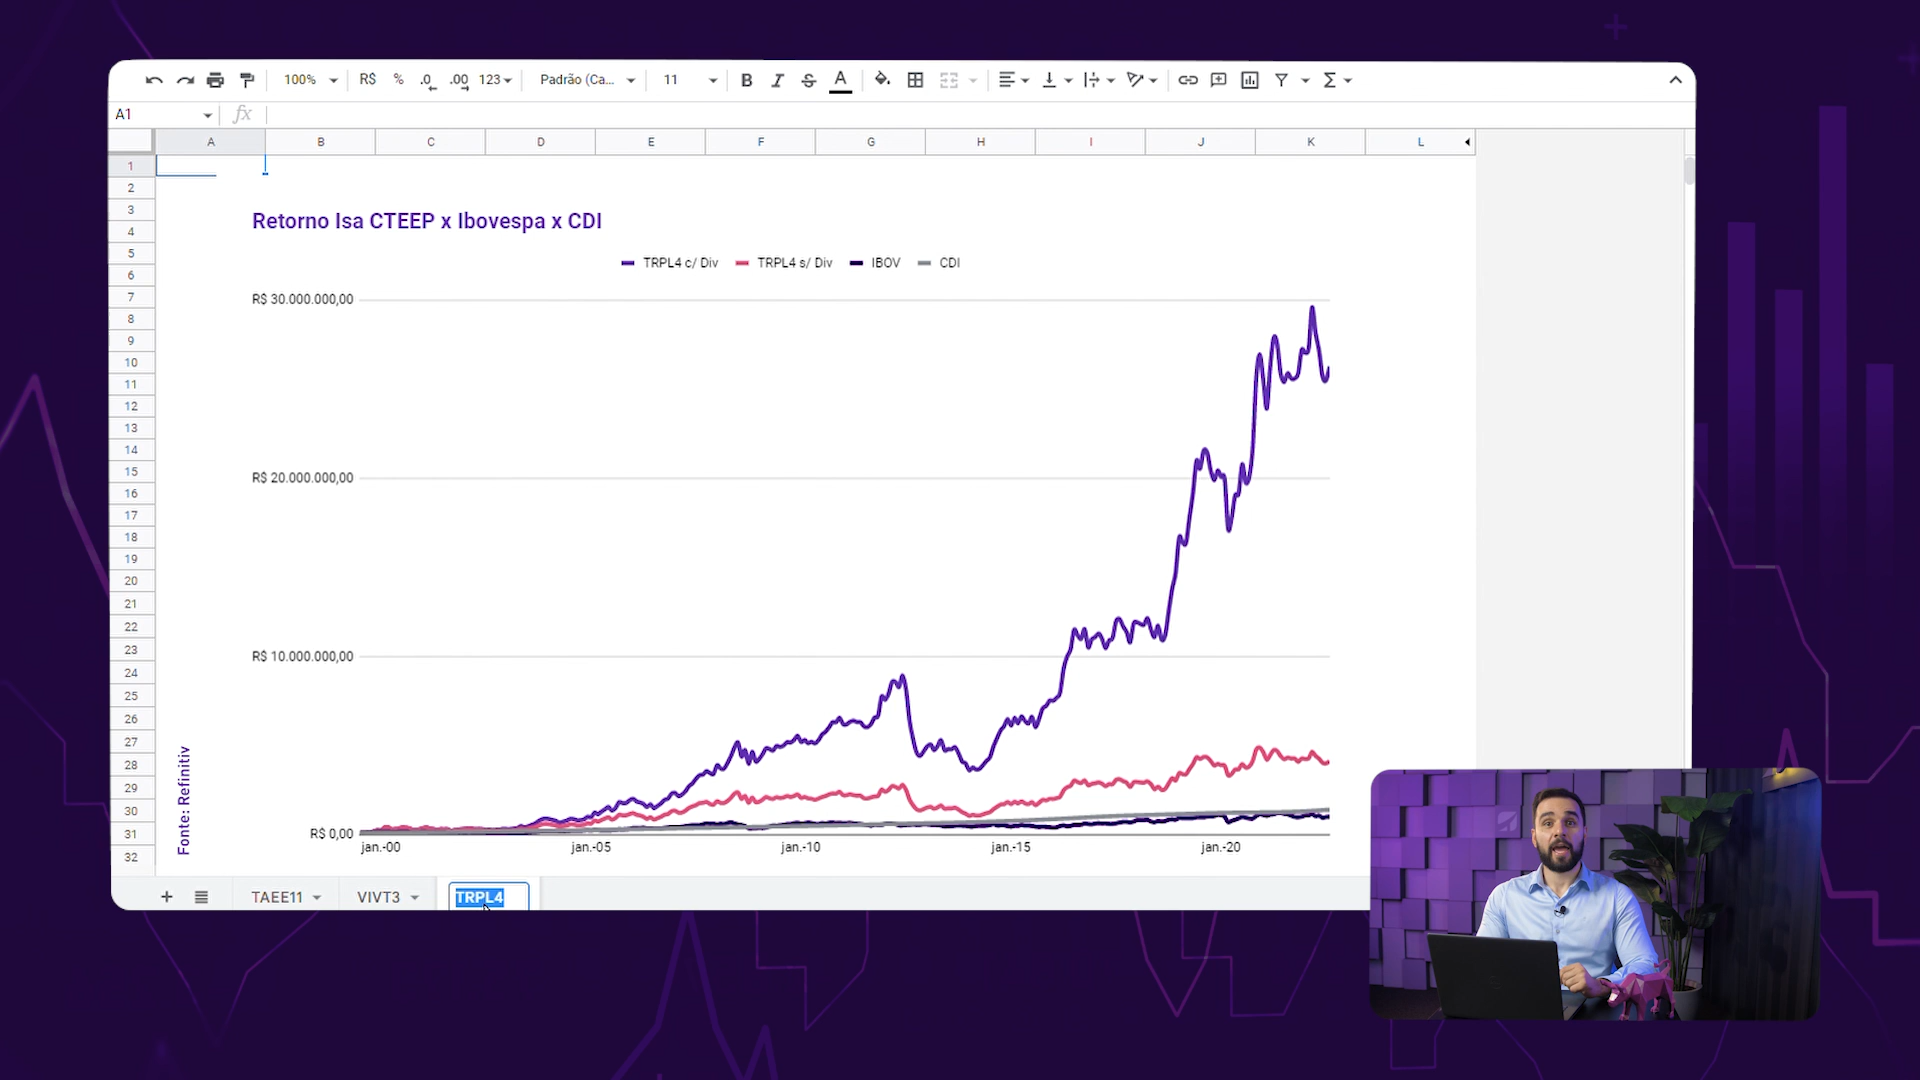 100% R$ % .0 .00 123 Padrão (Ca... 11 B I S A Σ
A1 fx
A B C D E F G H I J K L
1
2
3
Retorno Isa CTEEP x Ibovespa x CDI
4
5
TRPL4 c/ Div TRPL4 s/ Div IBOV CDI
6
7
R$ 30.000.000,00
8
9
10
11
12
13
14
15
R$ 20.000.000,00
16
17
18
19
20
21
22
23
R$ 10.000.000,00
24
25
26
27
28
29
30
31
R$ 0,00
32
jan.-00 jan.-05 jan.-10 jan.-15 jan.-20
Fonte: Refinitiv
TAEE11 VIVT3 TRPL4